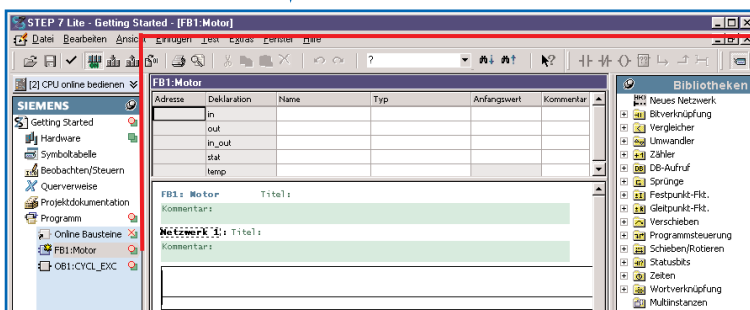 STEP 7 Lite - Getting Started - [FB1:Motor]
Datei Bearbeiten Ansicht Einfügen Test Extras Fenster Hilfe
?
[2] CPU online bedienen
SIEMENS
Getting Started
Hardware
Symboltabelle
Beobachten/Steuern
Querverweise
Projektdokumentation
Programm
Online Bausteine
FB1:Motor
OB1:CYCL_EXC
FB1:Motor
Adresse Deklaration Name Typ Anfangswert Kommentar
in
out
in_out
stat
temp
FB1: Motor Titel:
Kommentar:
Netzwerk 1: Titel:
Kommentar:
Bibliotheken
Neues Netzwerk
Bitverknüpfung
Vergleicher
Umwandler
Zähler
DB-Aufruf
Sprünge
Festpunkt-Fkt.
Gleitpunkt-Fkt.
Verschieben
Programmsteuerung
Schieben/Rotieren
Statusbits
Zeiten
Wortverknüpfung
Multiinstanzen